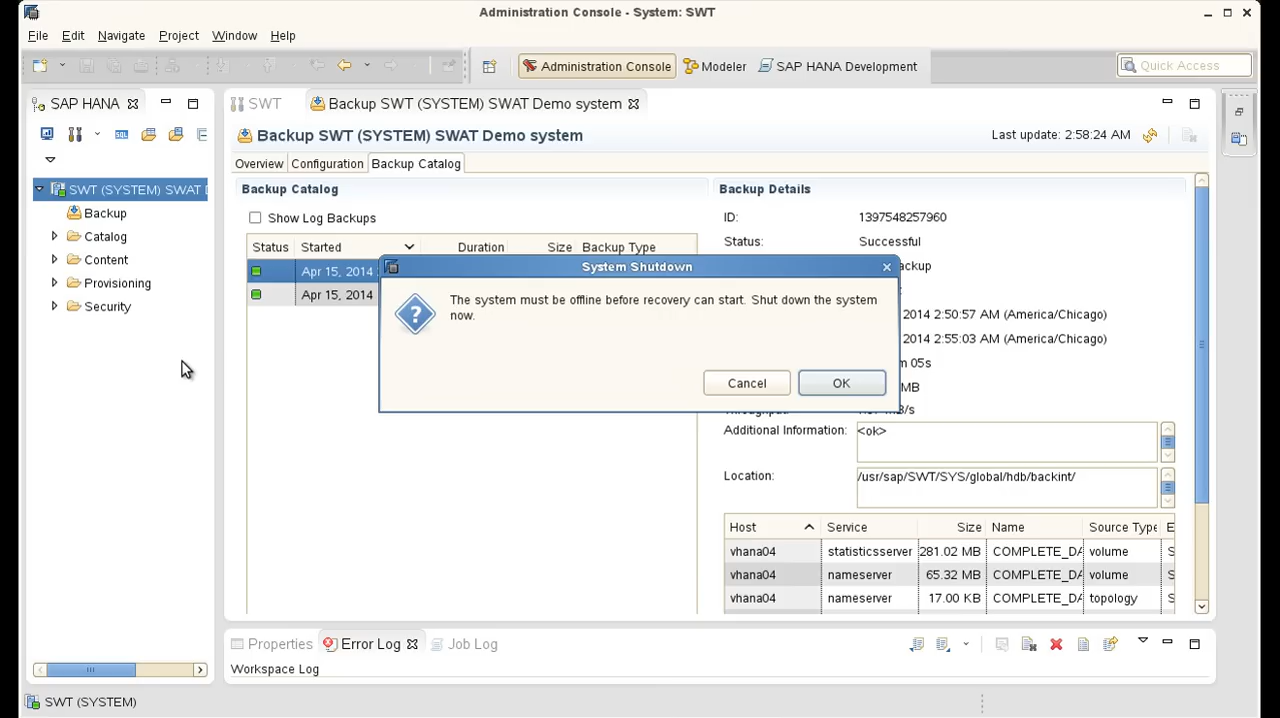 Administration Console - System: SWT
File Edit Navigate Project Window Help
Administration Console Modeler SAP HANA Development Quick Access
SAP HANA
SWT Backup SWT (SYSTEM) SWAT Demo system
Backup SWT (SYSTEM) SWAT Demo system Last update: 2:58:24 AM
Overview Configuration Backup Catalog
SWT (SYSTEM) SWAT D
Backup
Catalog
Content
Provisioning
Security
Backup Catalog
Show Log Backups
Status Started Duration Size Backup Type
Apr 15, 2014
Apr 15, 2014
System Shutdown
The system must be offline before recovery can start. Shut down the system
now.
Cancel OK
Backup Details
ID: 1397548257960
Status: Successful
ackup
2014 2:50:57 AM (America/Chicago)
2014 2:55:03 AM (America/Chicago)
m 05s
MB
Additional Information: <ok>
Location: /usr/sap/SWT/SYS/global/hdb/backint/
Host Service Size Name Source Type E
vhana04 statisticsserver 281.02 MB COMPLETE_DA volume S
vhana04 nameserver 65.32 MB COMPLETE_DA volume S
vhana04 nameserver 17.00 KB COMPLETE_DA topology S
Properties Error Log Job Log
Workspace Log
SWT (SYSTEM)